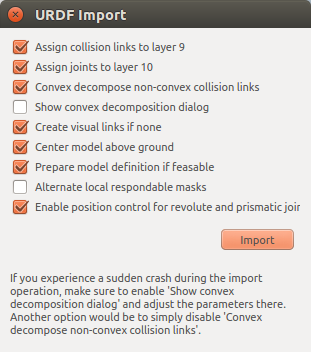 URDF Import
Assign collision links to layer 9
Assign joints to layer 10
Convex decompose non-convex collision links
Show convex decomposition dialog
Create visual links if none
Center model above ground
Prepare model definition if feasable
Alternate local respondable masks
Enable position control for revolute and prismatic join
Import
If you experience a sudden crash during the import
operation, make sure to enable 'Show convex
decomposition dialog' and adjust the parameters there.
Another option would be to simply disable 'Convex
decompose non-convex collision links'.